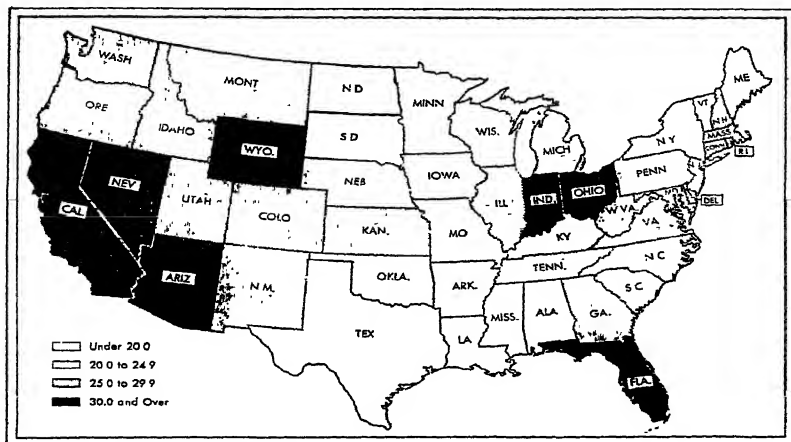 WASH
MONT
N D
MINN
ME
ORE
IDAHO
WYO.
S D
WIS.
MICH
N Y
VT
N H
MASS
CONN
R I
NEV
CAL
UTAH
COLO
NEB
IOWA
ILL
IND.
OHIO
PENN
DEL
KAN.
MO
KY
W VA.
VA
ARIZ
N M.
OKLA.
ARK.
TENN.
N C
S C
TEX
LA
MISS.
ALA
GA.
FLA.
Under 20 0
20 0 to 24 9
25 0 to 29 9
30.0 and Over